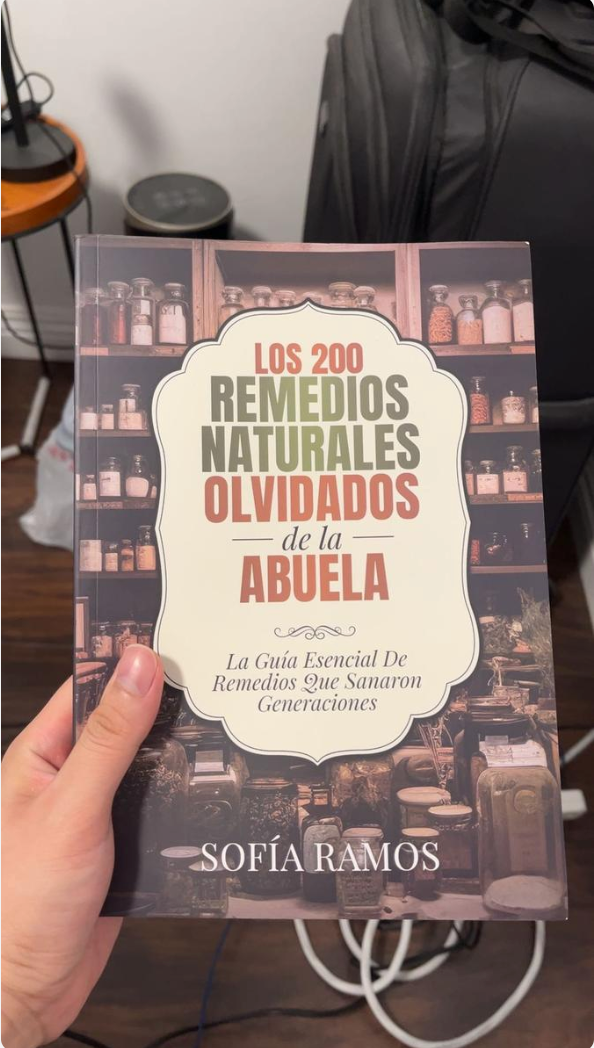 LOS 200
REMEDIOS
NATURALES
OLVIDADOS
de la
ABUELA
La Guía Esencial De
Remedios Que Sanaron
Generaciones
SOFÍA RAMOS